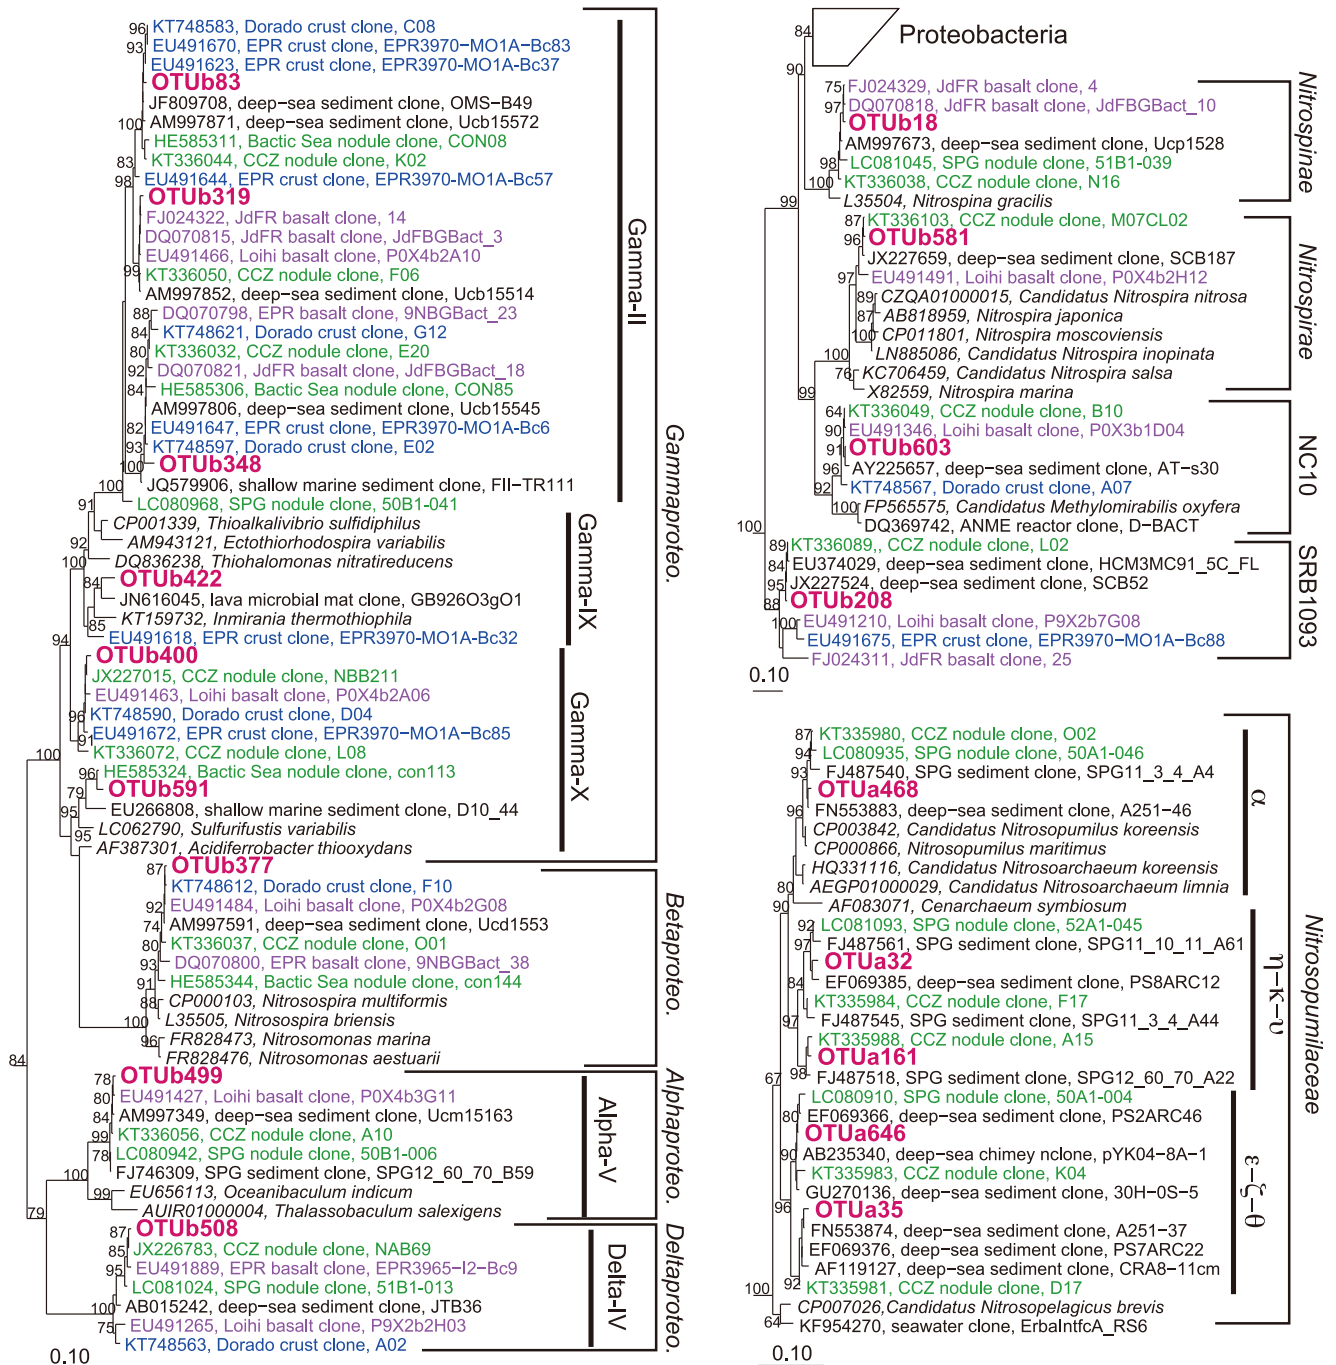 KT748583, Dorado crust clone, C08
EU491670, EPR crust clone, EPR3970-MO1A-Bc83
EU491623, EPR crust clone, EPR3970-MO1A-Bc37
OTUb83
JF809708, deep-sea sediment clone, OMS-B49
AM997871, deep-sea sediment clone, Ucb15572
HE585311, Bactic Sea nodule clone, CON08
KT336044, CCZ nodule clone, K02
EU491644, EPR crust clone, EPR3970-MO1A-Bc57
OTUb319
FJ024322, JdFR basalt clone, 14
DQ070815, JdFR basalt clone, JdFBGBact_3
EU491466, Loihi basalt clone, P0X4b2A10
KT336050, CCZ nodule clone, F06
AM997852, deep-sea sediment clone, Ucb15514
DQ070798, EPR basalt clone, 9NBGBact_23
KT748621, Dorado crust clone, G12
KT336032, CCZ nodule clone, E20
DQ070821, JdFR basalt clone, JdFBGBact_18
HE585306, Bactic Sea nodule clone, CON85
AM997806, deep-sea sediment clone, Ucb15545
EU491647, EPR crust clone, EPR3970-MO1A-Bc6
KT748597, Dorado crust clone, E02
OTUb348
JQ579906, shallow marine sediment clone, FII-TR111
LC080968, SPG nodule clone, 50B1-041
CP001339, Thioalkalivibrio sulfidiphilus
AM943121, Ectothiorhodospira variabilis
DQ836238, Thiohalomonas nitratireducens
OTUb422
JN616045, lava microbial mat clone, GB926O3gO1
KT159732, Inmirania thermothiophila
EU491618, EPR crust clone, EPR3970-MO1A-Bc32
OTUb400
JX227015, CCZ nodule clone, NBB211
EU491463, Loihi basalt clone, P0X4b2A06
KT748590, Dorado crust clone, D04
EU491672, EPR crust clone, EPR3970-MO1A-Bc85
KT336072, CCZ nodule clone, L08
HE585324, Bactic Sea nodule clone, con113
OTUb591
EU266808, shallow marine sediment clone, D10_44
LC062790, Sulfurifustis variabilis
AF387301, Acidiferrobacter thiooxydans
OTUb377
KT748612, Dorado crust clone, F10
EU491484, Loihi basalt clone, P0X4b2G08
AM997591, deep-sea sediment clone, Ucd1553
KT336037, CCZ nodule clone, O01
DQ070800, EPR basalt clone, 9NBGBact_38
HE585344, Bactic Sea nodule clone, con144
CP000103, Nitrosospira multiformis
L35505, Nitrosospira briensis
FR828473, Nitrosomonas marina
FR828476, Nitrosomonas aestuarii
OTUb499
EU491427, Loihi basalt clone, P0X4b3G11
AM997349, deep-sea sediment clone, Ucm15163
KT336056, CCZ nodule clone, A10
LC080942, SPG nodule clone, 50B1-006
FJ746309, SPG sediment clone, SPG12_60_70_B59
EU656113, Oceanibaculum indicum
AUIR01000004, Thalassobaculum salexigens
OTUb508
JX226783, CCZ nodule clone, NAB69
EU491889, EPR basalt clone, EPR3965-I2-Bc9
LC081024, SPG nodule clone, 51B1-013
AB015242, deep-sea sediment clone, JTB36
EU491265, Loihi basalt clone, P9X2b2H03
KT748563, Dorado crust clone, A02
0.10
96
93
100
83
98
99
88
84
80
92
84
82
93
100
100
91
92
100
84
85
94
96
91
100
96
79
95
95
87
92
74
80
93
91
88
100
96
84
78
80
84
99
78
100
99
79
87
85
95
100
75
Gamma-II
Gamma-IX
Gamma-X
Gammaproteo.
Betaproteo.
Alpha-V
Alphaproteo.
Delta-IV
Deltaproteo.
Proteobacteria
FJ024329, JdFR basalt clone, 4
DQ070818, JdFR basalt clone, JdFBGBact_10
OTUb18
AM997673, deep-sea sediment clone, Ucp1528
LC081045, SPG nodule clone, 51B1-039
KT336038, CCZ nodule clone, N16
L35504, Nitrospina gracilis
KT336103, CCZ nodule clone, M07CL02
OTUb581
JX227659, deep-sea sediment clone, SCB187
EU491491, Loihi basalt clone, P0X4b2H12
CZQA01000015, Candidatus Nitrospira nitrosa
AB818959, Nitrospira japonica
CP011801, Nitrospira moscoviensis
LN885086, Candidatus Nitrospira inopinata
KC706459, Candidatus Nitrospira salsa
X82559, Nitrospira marina
KT336049, CCZ nodule clone, B10
EU491346, Loihi basalt clone, P0X3b1D04
OTUb603
AY225657, deep-sea sediment clone, AT-s30
KT748567, Dorado crust clone, A07
FP565575, Candidatus Methylomirabilis oxyfera
DQ369742, ANME reactor clone, D-BACT
KT336089,, CCZ nodule clone, L02
EU374029, deep-sea sediment clone, HCM3MC91_5C_FL
JX227524, deep-sea sediment clone, SCB52
OTUb208
EU491210, Loihi basalt clone, P9X2b7G08
EU491675, EPR crust clone, EPR3970-MO1A-Bc88
FJ024311, JdFR basalt clone, 25
0.10
84
90
75
97
98
100
99
87
96
97
89
87
100
100
76
99
64
90
91
96
92
100
89
84
95
88
100
Nitrospinae
Nitrospirae
NC10
SRB1093
KT335980, CCZ nodule clone, O02
LC080935, SPG nodule clone, 50A1-046
FJ487540, SPG sediment clone, SPG11_3_4_A4
OTUa468
FN553883, deep-sea sediment clone, A251-46
CP003842, Candidatus Nitrosopumilus koreensis
CP000866, Nitrosopumilus maritimus
HQ331116, Candidatus Nitrosoarchaeum koreensis
AEGP01000029, Candidatus Nitrosoarchaeum limnia
AF083071, Cenarchaeum symbiosum
LC081093, SPG nodule clone, 52A1-045
FJ487561, SPG sediment clone, SPG11_10_11_A61
OTUa32
EF069385, deep-sea sediment clone, PS8ARC12
KT335984, CCZ nodule clone, F17
FJ487545, SPG sediment clone, SPG11_3_4_A44
KT335988, CCZ nodule clone, A15
OTUa161
FJ487518, SPG sediment clone, SPG12_60_70_A22
LC080910, SPG nodule clone, 50A1-004
EF069366, deep-sea sediment clone, PS2ARC46
OTUa646
AB235340, deep-sea chimey nclone, pYK04-8A-1
KT335983, CCZ nodule clone, K04
GU270136, deep-sea sediment clone, 30H-0S-5
OTUa35
FN553874, deep-sea sediment clone, A251-37
EF069376, deep-sea sediment clone, PS7ARC22
AF119127, deep-sea sediment clone, CRA8-11cm
KT335981, CCZ nodule clone, D17
CP007026,Candidatus Nitrosopelagicus brevis
KF954270, seawater clone, ErbalntfcA_RS6
0.10
87
94
93
96
80
90
92
97
84
97
98
67
80
90
96
92
100
64
α
η-κ-υ
ε-ζ-θ
Nitrosopumilaceae